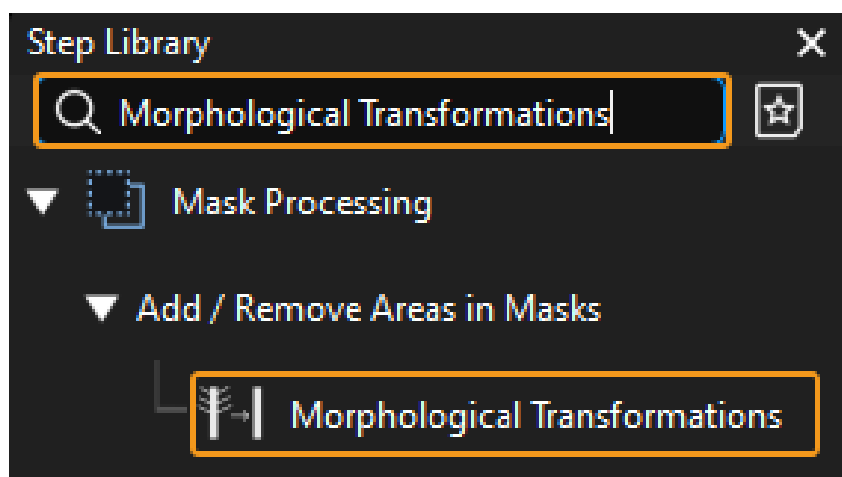 Step Library
Morphological Transformations
Mask Processing
Add / Remove Areas in Masks
Morphological Transformations